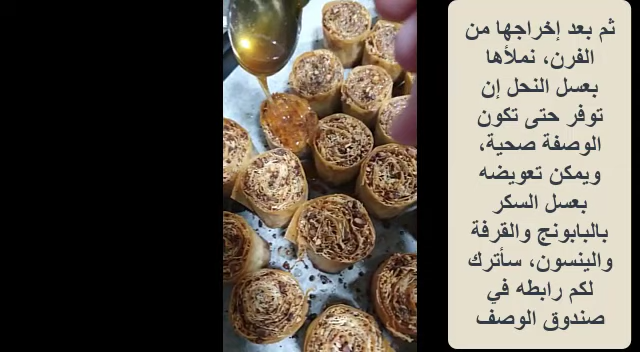 ثم بعد إخراجها من
الفرن، نملأها
بعسل النحل إن
توفر حتى تكون
الوصفة صحية،
ويمكن تعويضه
بعسل السكر
بالبابونج والقرفة
والينسون، سأترك
لكم رابطه في
صندوق الوصف